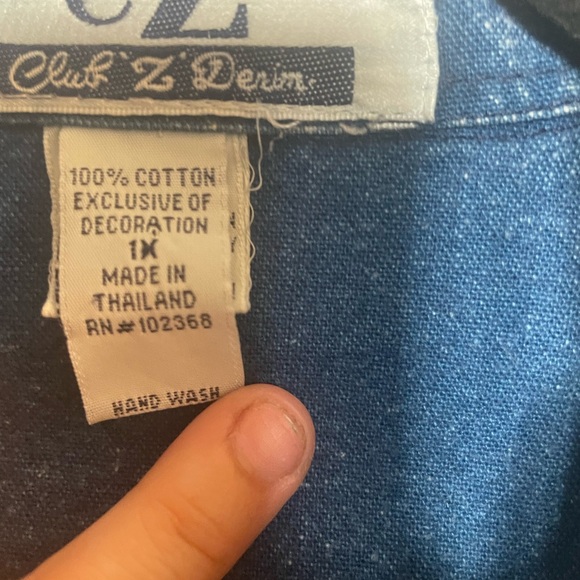 CZ
Club "Z" Denim.
100% COTTON
EXCLUSIVE OF
DECORATION
1X
MADE IN
THAILAND
RN#102368
HAND WASH